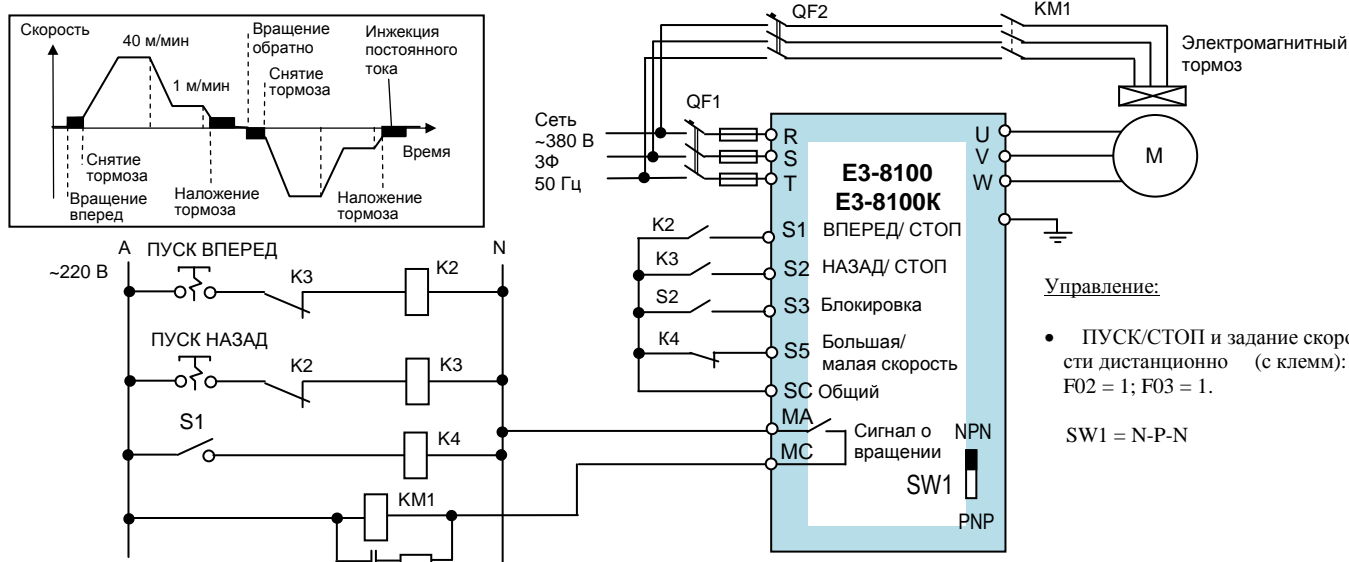 Скорость
40 м/мин
Вращение
обратно
Инжекция
постоянного
тока
Снятие
тормоза
1 м/мин
Время
Снятие
тормоза
Вращение
вперед
Наложение
тормоза
Наложение
тормоза
QF2
KM1
Электромагнитный
тормоз
QF1
Сеть
~380 В
3Ф
50 Гц
R
S
T
U
V
W
M
E3-8100
E3-8100К
K2
S1 ВПЕРЕД/ СТОП
K3
S2 НАЗАД/ СТОП
S2
S3 Блокировка
K4
S5 Большая/
малая скорость
SC Общий
MA
MC
Сигнал о
вращении
NPN
SW1
PNP
Управление:
• ПУСК/СТОП и задание скоро
сти дистанционно (с клемм):
F02 = 1; F03 = 1.
SW1 = N-P-N
A
ПУСК ВПЕРЕД
N
~220 В
K3
K2
ПУСК НАЗАД
K2
K3
S1
K4
KM1